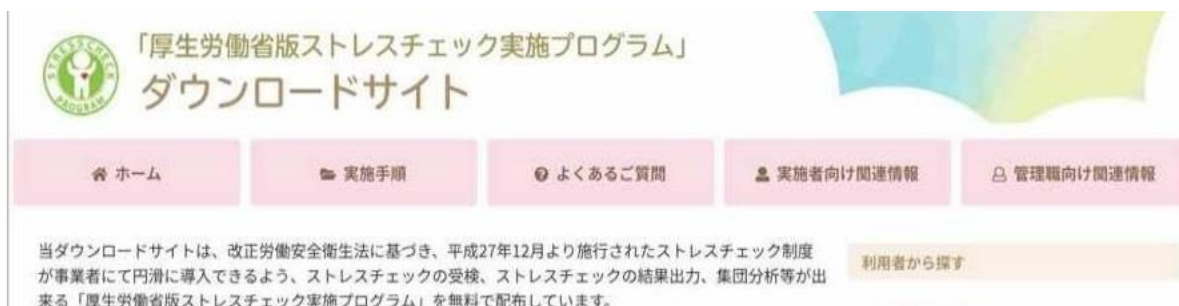 STRESSCHECK PROGRAM
「厚生労働省版ストレスチェック実施プログラム」
ダウンロードサイト
ホーム
実施手順
よくあるご質問
実施者向け関連情報
管理職向け関連情報
当ダウンロードサイトは、改正労働安全衛生法に基づき、平成27年12月より施行されたストレスチェック制度
が事業者にて円滑に導入できるよう、ストレスチェックの受検、ストレスチェックの結果出力、集団分析等が出
来る「厚生労働省版ストレスチェック実施プログラム」を無料で配布しています。
利用者から探す